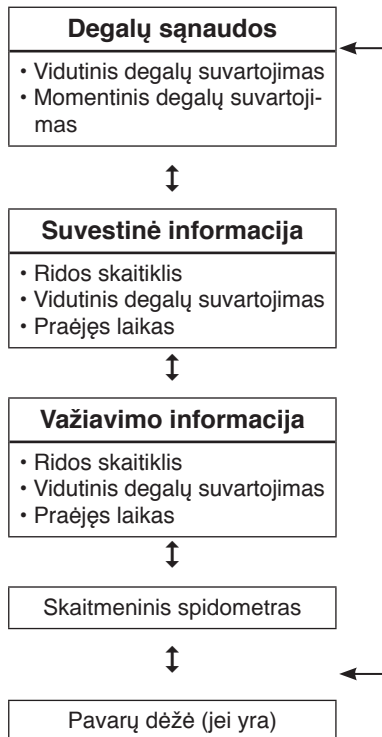 Degalų sąnaudos
• Vidutinis degalų suvartojimas
• Momentinis degalų suvartoji-
mas
Suvestinė informacija
• Ridos skaitiklis
• Vidutinis degalų suvartojimas
• Praėjęs laikas
Važiavimo informacija
• Ridos skaitiklis
• Vidutinis degalų suvartojimas
• Praėjęs laikas
Skaitmeninis spidometras
Pavarų dėžė (jei yra)